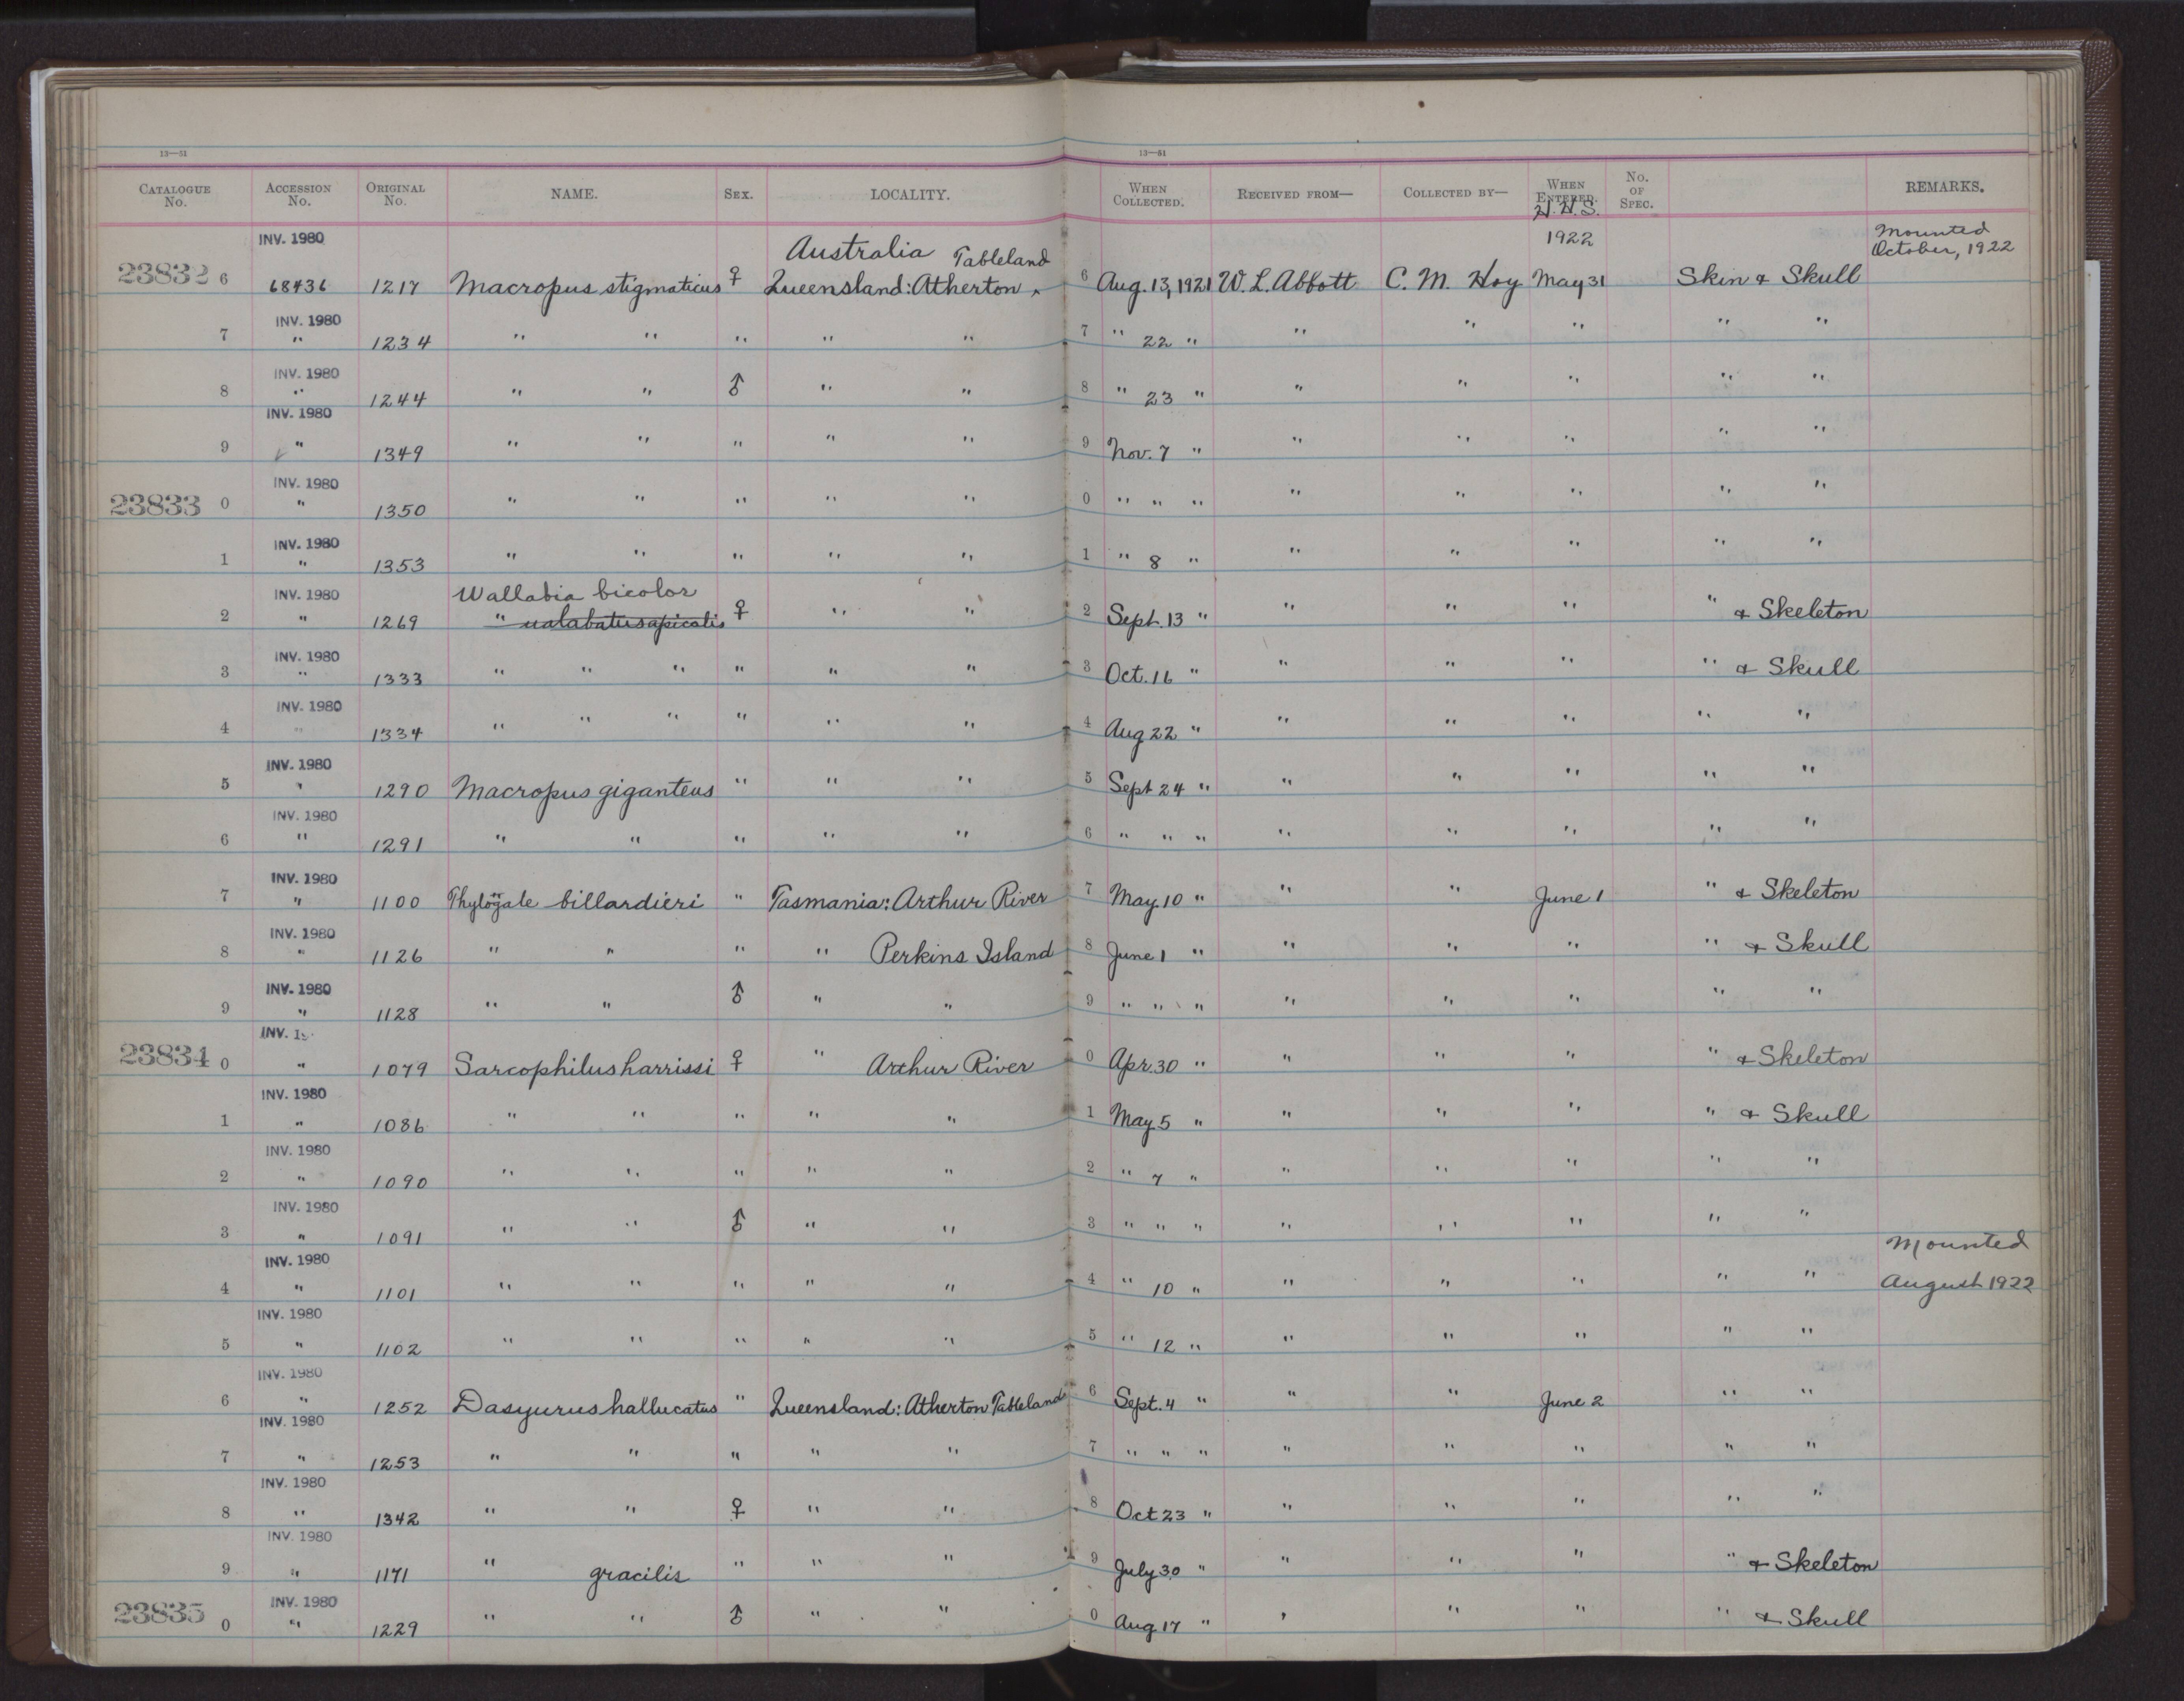 13—51 13—51
CATALOGUE No. ACCESSION No. ORIGINAL No. NAME. SEX. LOCALITY. WHEN COLLECTED. RECEIVED FROM— COLLECTED BY— WHEN ENTERED. No. OF SPEC. REMARKS.
H.H.S.
INV. 1980 Australia Tableland 1922 Mounted October, 1922
23832 6 68436 1217 Macropus stigmaticus ♀ Queensland: Atherton ^ 6 Aug. 13, 1921 W. L. Abbott C. M. Hoy May 31 Skin & Skull
INV. 1980
7 " 1234 " " " " " 7 " 22 " " " " " "
INV. 1980
8 " 1244 " " ♂ " " 8 " 23 " " " " " "
INV. 1980
9 " 1349 " " " " " 9 Nov. 7 " " " " " "
INV. 1980
23833 0 " 1350 " " " " " 0 " " " " " " " "
INV. 1980
1 " 1353 " " " " " 1 " 8 " " " " " "
INV. 1980 Wallabia bicolor
2 " 1269 " ualabatus apicalis ♀ " " 2 Sept. 13 " " " " " & Skeleton
INV. 1980
3 " 1333 " " " " " " 3 Oct. 16 " " " " " & Skull
INV. 1980
4 " 1334 " " " " " " 4 Aug 22 " " " " " "
INV. 1980
5 " 1290 Macropus giganteus " " " 5 Sept 24 " " " " " "
INV. 1980
6 " 1291 " " " " " 6 " " " " " " " "
INV. 1980
7 " 1100 Thylogale billardieri " Tasmania: Arthur River 7 May 10 " " " June 1 " & Skeleton
INV. 1980
8 " 1126 " " " " Perkins Island 8 June 1 " " " " " & Skull
INV. 1980
9 " 1128 " " ♂ " " 9 " " " " " " " "
INV. 19
23834 0 " 1079 Sarcophilus harrissi ♀ " Arthur River 0 Apr. 30 " " " " " & Skeleton
INV. 1980
1 " 1086 " " " " " 1 May 5 " " " " " & Skull
INV. 1980
2 " 1090 " " " " " 2 " 7 " " " " " "
INV. 1980
3 " 1091 " " ♂ " " 3 " " " " " " " "
INV. 1980 Mounted
4 " 1101 " " " " " 4 " 10 " " " " " " August 1922
INV. 1980
5 " 1102 " " " " " 5 " 12 " " " " " "
INV. 1980
6 " 1252 Dasyurus hallucatus " Queensland: Atherton Tableland 6 Sept. 4 " " " June 2 " "
INV. 1980
7 " 1253 " " " " " 7 " " " " " " " "
INV. 1980
8 " 1342 " " ♀ " " 8 Oct 23 " " " " " "
INV. 1980
9 " 1171 " gracilis " " " 9 July 30 " " " " " & Skeleton
INV. 1980
23835 0 " 1229 " " ♂ " " 0 Aug 17 " " " " " & Skull